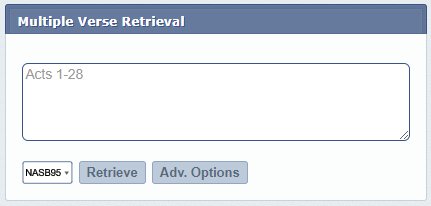 Multiple Verse Retrieval
Acts 1-28
NASB95 Retrieve Adv. Options